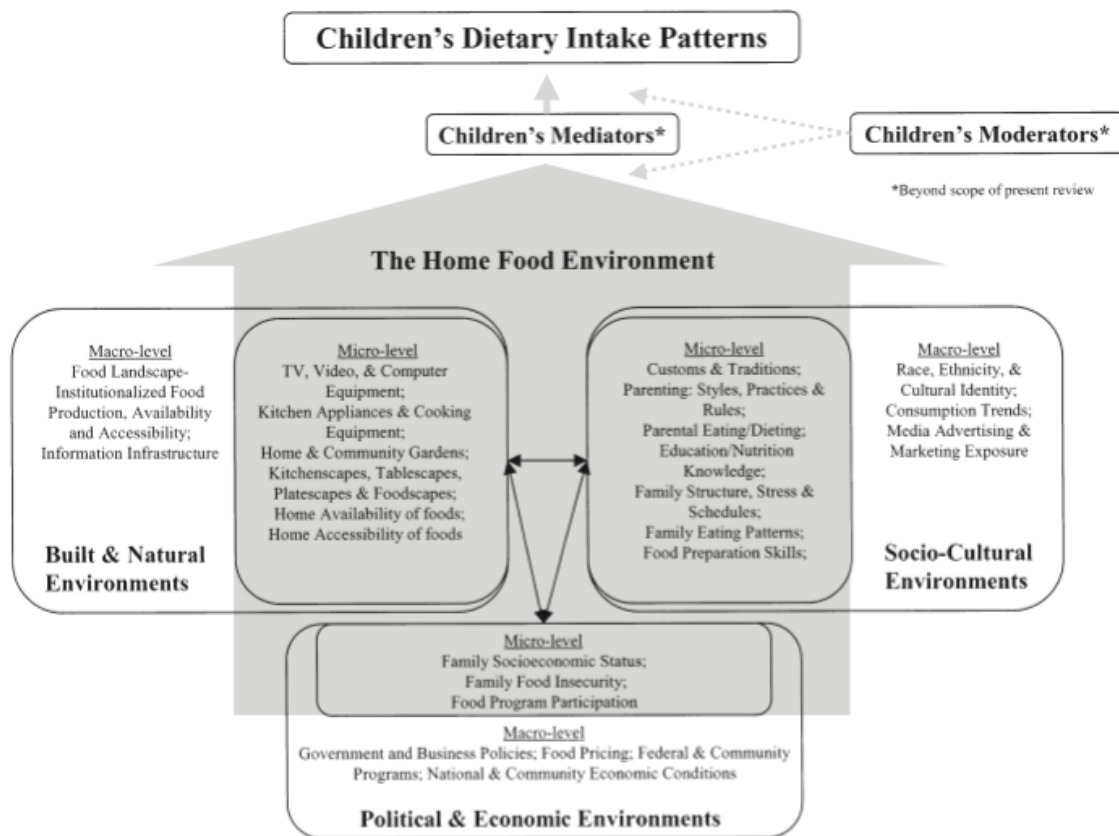 Children's Dietary Intake Patterns
Children's Mediators*
Children's Moderators*
*Beyond scope of present review
The Home Food Environment
Macro-level
Food Landscape-
Institutionalized Food
Production, Availability
and Accessibility;
Information Infrastructure
Built & Natural
Environments
Micro-level
TV, Video, & Computer
Equipment;
Kitchen Appliances & Cooking
Equipment;
Home & Community Gardens;
Kitchenscapes, Tablescapes,
Platescapes & Foodscapes;
Home Availability of foods;
Home Accessibility of foods
Micro-level
Customs & Traditions;
Parenting: Styles, Practices &
Rules;
Parental Eating/Dieting;
Education/Nutrition
Knowledge;
Family Structure, Stress &
Schedules;
Family Eating Patterns;
Food Preparation Skills;
Macro-level
Race, Ethnicity, &
Cultural Identity;
Consumption Trends;
Media Advertising &
Marketing Exposure
Socio-Cultural
Environments
Micro-level
Family Socioeconomic Status;
Family Food Insecurity;
Food Program Participation
Macro-level
Government and Business Policies; Food Pricing; Federal & Community
Programs; National & Community Economic Conditions
Political & Economic Environments